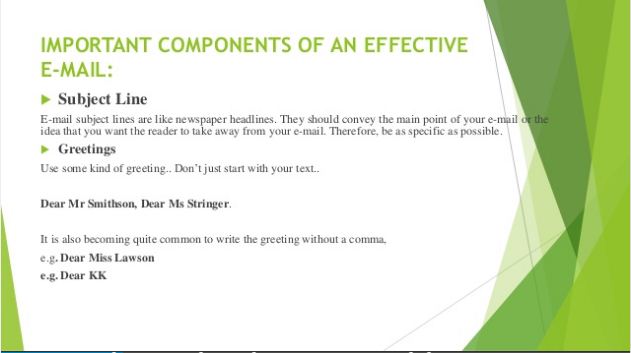 IMPORTANT COMPONENTS OF AN EFFECTIVE
E-MAIL:
Subject Line
E-mail subject lines are like newspaper headlines. They should convey the main point of your e-mail or the
idea that you want the reader to take away from your e-mail. Therefore, be as specific as possible.
Greetings
Use some kind of greeting.. Don't just start with your text..
Dear Mr Smithson, Dear Ms Stringer.
It is also becoming quite common to write the greeting without a comma,
e.g. Dear Miss Lawson
e.g. Dear KK